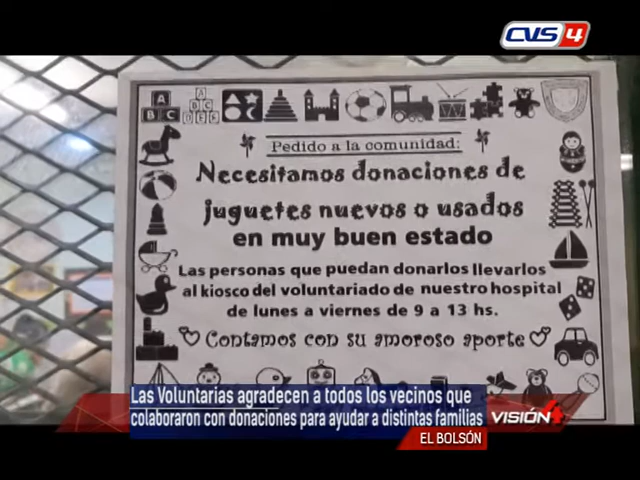 CVS 4
Pedido a la comunidad:
Necesitamos donaciones de
juguetes nuevos o usados
en muy buen estado
Las personas que puedan donarlos llevarlos
al kiosco del voluntariado de nuestro hospital
de lunes a viernes de 9 a 13 hs.
Contamos con su amoroso aporte
Las Voluntarias agradecen a todos los vecinos que
colaboraron con donaciones para ayudar a distintas familias
VISIÓN 4
EL BOLSÓN